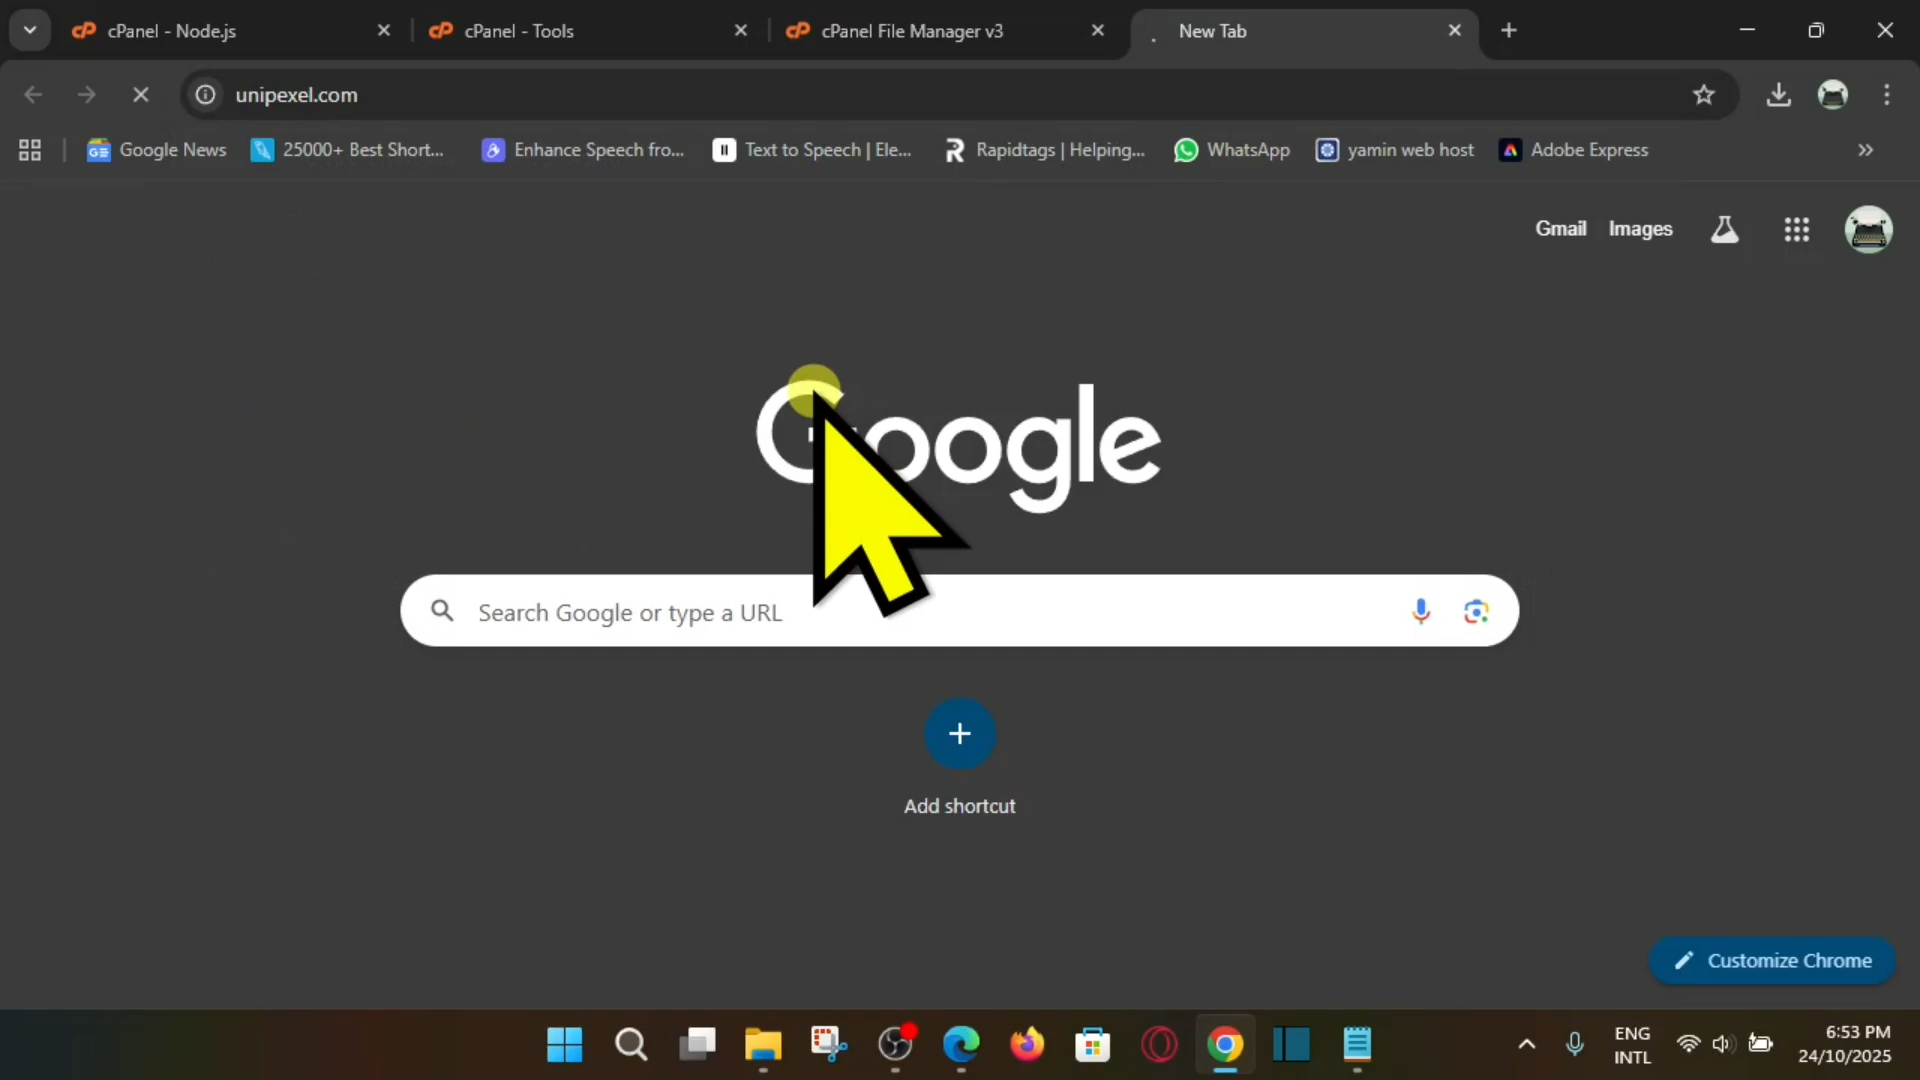 cPanel - Node.js
cPanel - Tools
cPanel File Manager v3
New Tab
unipexel.com
Google News
25000+ Best Short...
Enhance Speech fro...
Text to Speech | Ele...
Rapidtags | Helping...
WhatsApp
yamin web host
Adobe Express
Gmail
Images
Google
Search Google or type a URL
Add shortcut
Customize Chrome
ENG
INTL
6:53 PM
24/10/2025